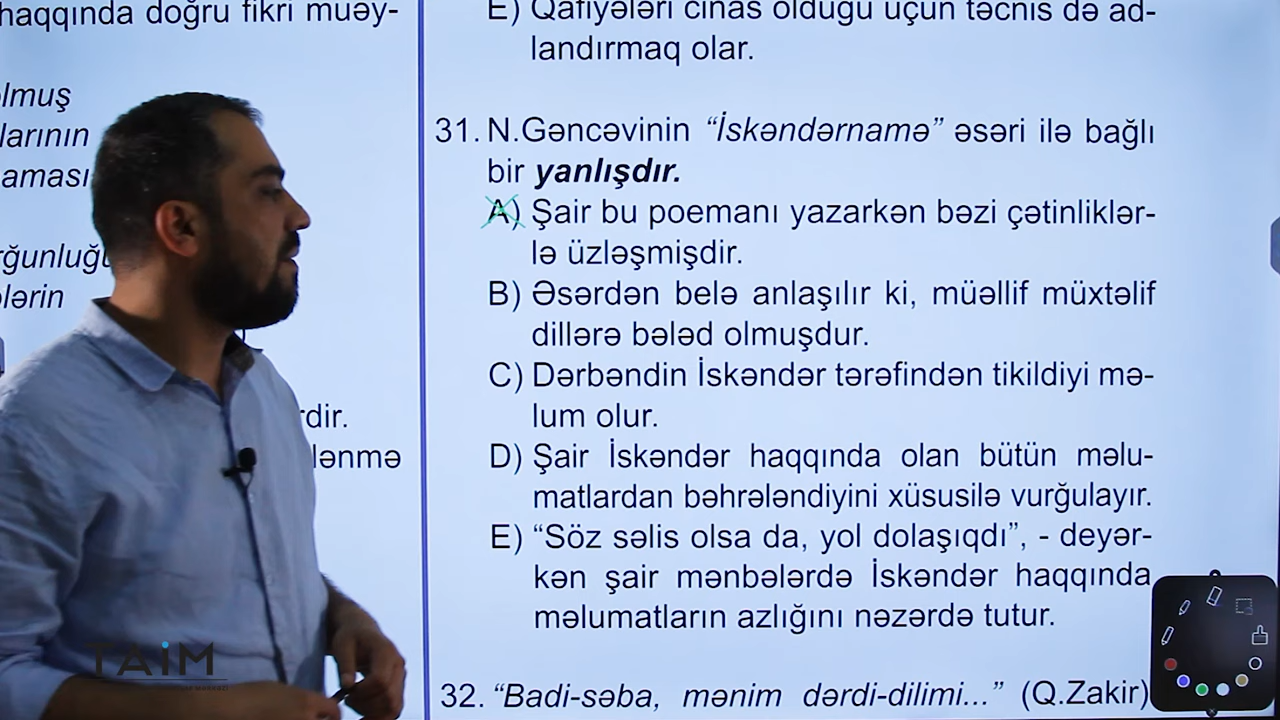 haqqında doğru fikri müəy-
olmuş
larının
aması
rğunluğu
ələrin
rdir.
lənmə
E) Qafiyələri cinas olduğu üçün təcnis də ad-
landırmaq olar.
31. N.Gəncəvinin “İskəndərnamə” əsəri ilə bağlı
bir yanlışdır.
A) Şair bu poemanı yazarkən bəzi çətinliklər-
lə üzləşmişdir.
B) Əsərdən belə anlaşılır ki, müəllif müxtəlif
dillərə bələd olmuşdur.
C) Dərbəndin İskəndər tərəfindən tikildiyi mə-
lum olur.
D) Şair İskəndər haqqında olan bütün məlu-
matlardan bəhrələndiyini xüsusilə vurğulayır.
E) “Söz səlis olsa da, yol dolaşıqdı”, - deyər-
kən şair mənbələrdə İskəndər haqqında
məlumatların azlığını nəzərdə tutur.
32. “Badi-səba, mənim dərdi-dilimi...” (Q.Zakir)
TAİM